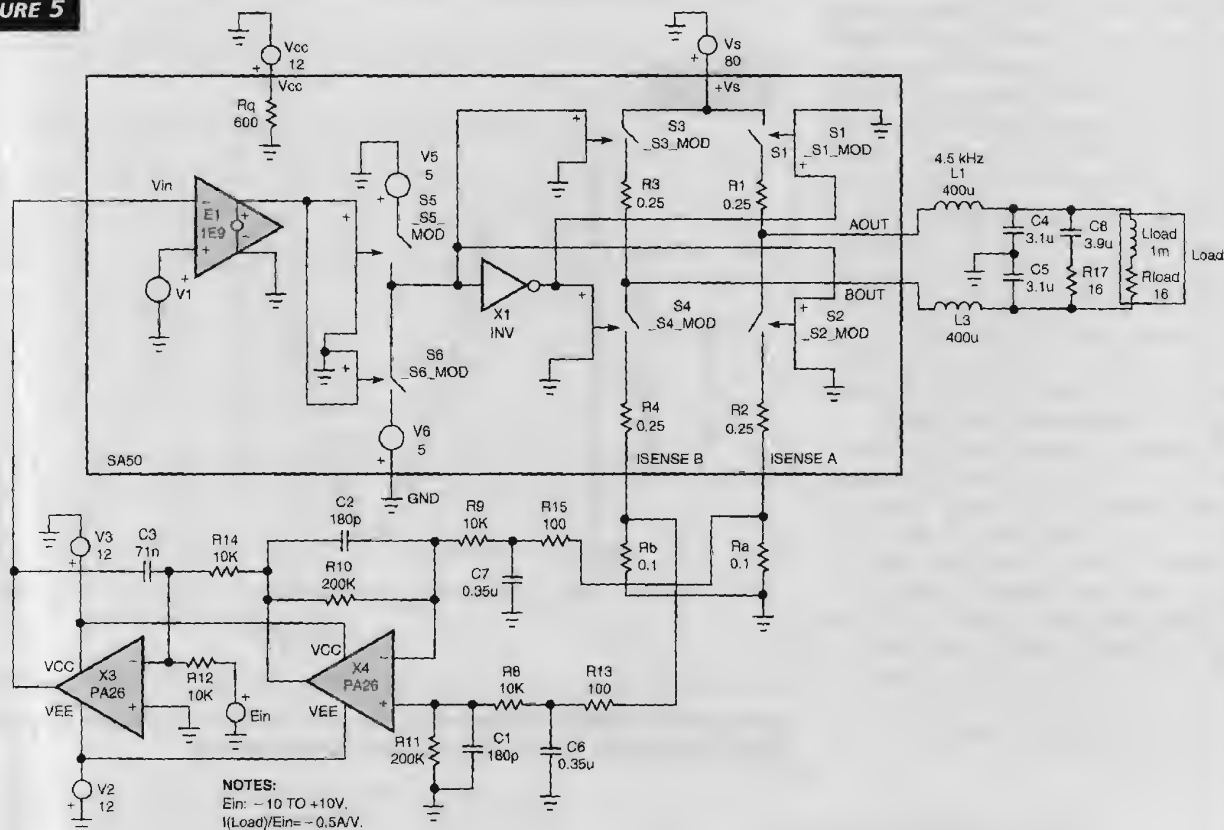 URE 5
Vcc
12
Vcc
Rq
600
Vs
80
+Vs
Vin
E1
1E9
V1
V5
5
S5
_S5_
MOD
S6
_S6_MOD
V6
5
X1
INV
S3
_S3_MOD
R3
0.25
R1
0.25
S1
S1
_S1_MOD
AOUT
BOUT
S4
_S4_MOD
S2
_S2_MOD
R4
0.25
R2
0.25
SA50
ISENSE B
ISENSE A
GND
4.5 kHz
L1
400u
C4
3.1u
C5
3.1u
C8
3.9u
R17
16
Lload
1m
Rload
16
Load
L3
400u
V3
12
C3
71n
R14
10K
C2
180p
R10
200K
R9
10K
R15
100
C7
0.35u
Rb
0.1
Ra
0.1
VCC
X3
PA26
VEE
R12
10K
Ein
VCC
X4
PA26
VEE
R11
200K
C1
180p
R8
10K
R13
100
C6
0.35u
V2
12
NOTES:
Ein: −10 TO +10V.
I(Load)/Ein= −0.5A/V.